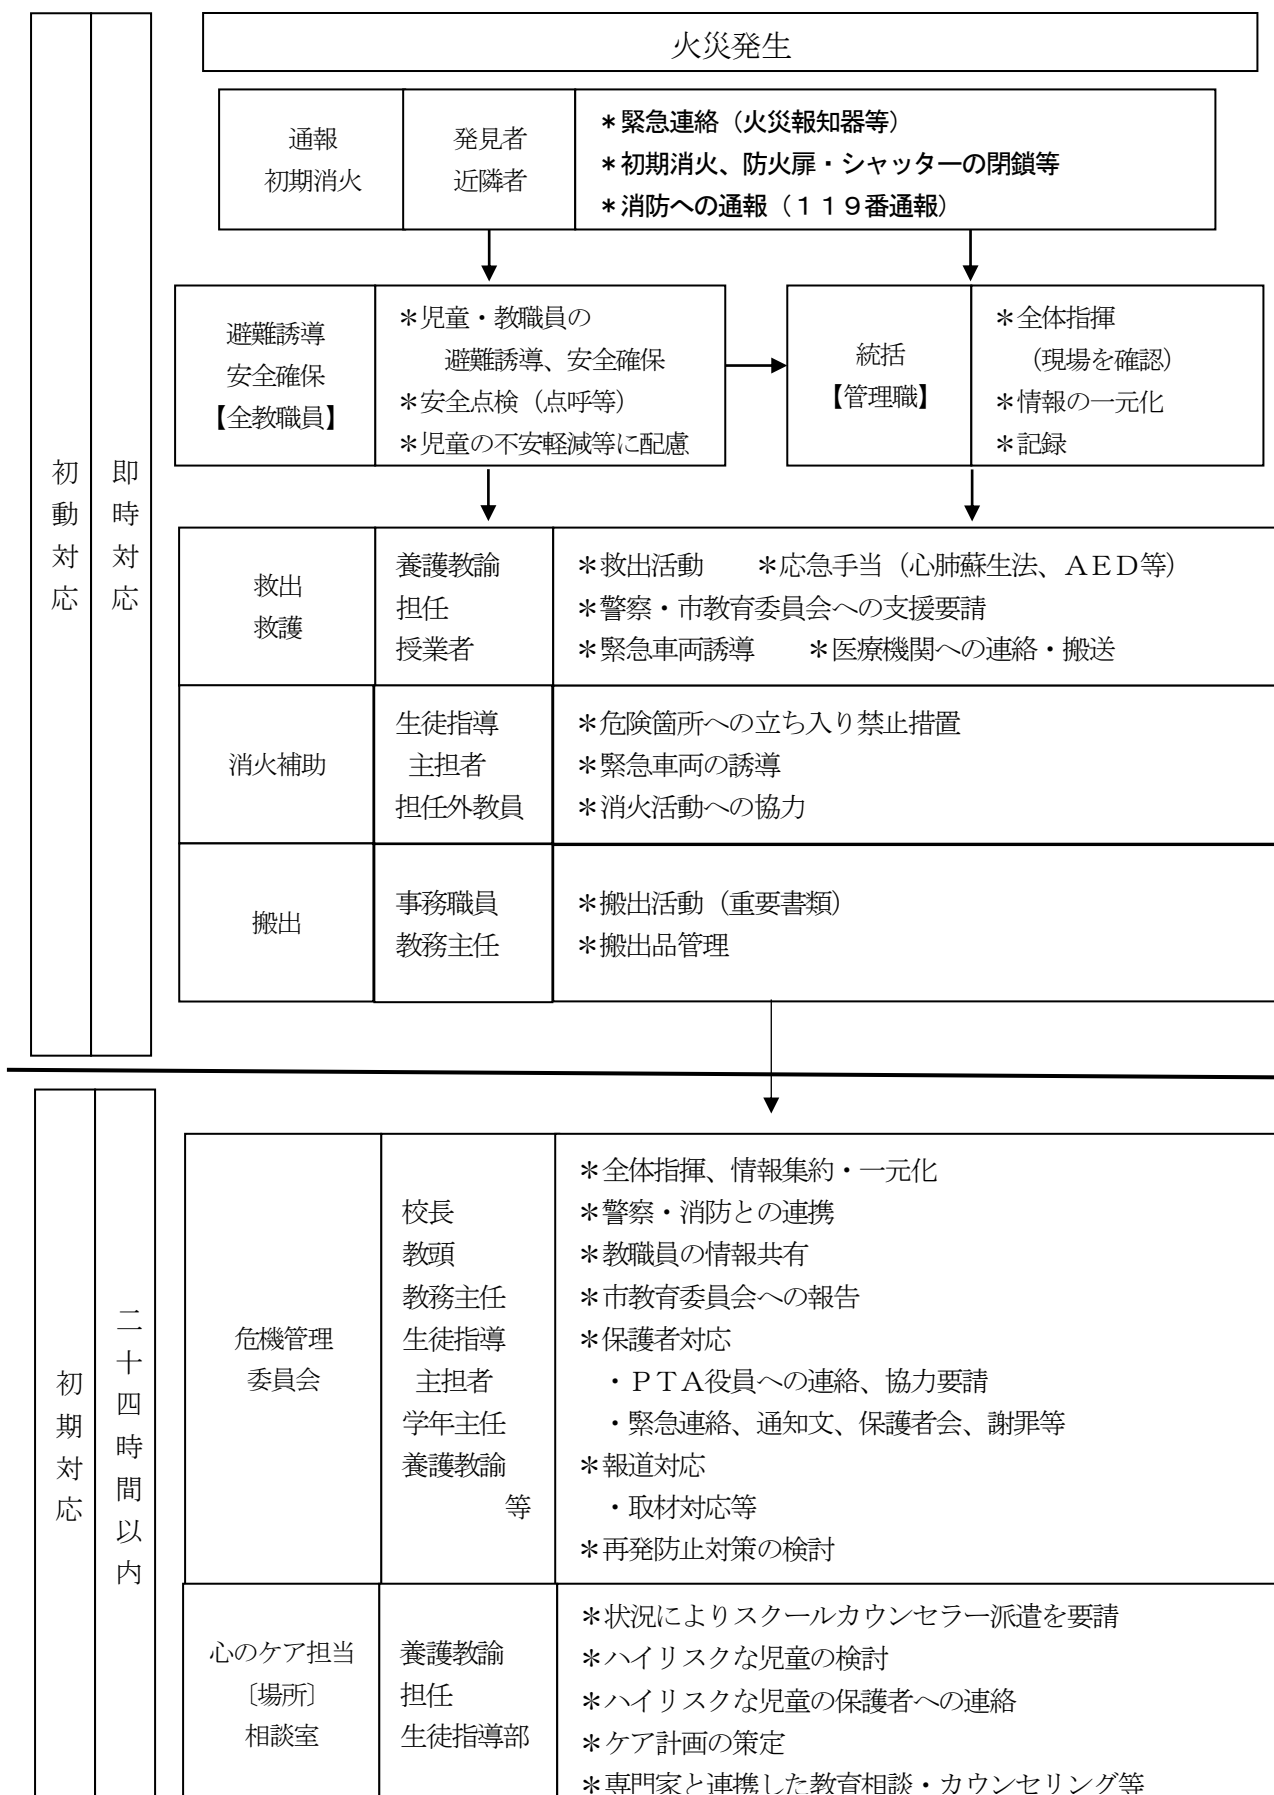 火災発生
通報
初期消火
発見者
近隣者
＊緊急連絡（火災報知器等）
＊初期消火、防火扉・シャッターの閉鎖等
＊消防への通報（１１９番通報）
避難誘導
安全確保
【全教職員】
＊児童・教職員の
避難誘導、安全確保
＊安全点検（点呼等）
＊児童の不安軽減等に配慮
統括
【管理職】
＊全体指揮
（現場を確認）
＊情報の一元化
＊記録
初動対応
即時対応
救出
救護
養護教諭
担任
授業者
＊救出活動　　＊応急手当（心肺蘇生法、ＡＥＤ等）
＊警察・市教育委員会への支援要請
＊緊急車両誘導　　＊医療機関への連絡・搬送
消火補助
生徒指導
主担者
担任外教員
＊危険箇所への立ち入り禁止措置
＊緊急車両の誘導
＊消火活動への協力
搬出
事務職員
教務主任
＊搬出活動（重要書類）
＊搬出品管理
初期対応
二十四時間以内
危機管理
委員会
校長
教頭
教務主任
生徒指導
主担者
学年主任
養護教諭
等
＊全体指揮、情報集約・一元化
＊警察・消防との連携
＊教職員の情報共有
＊市教育委員会への報告
＊保護者対応
・ＰＴＡ役員への連絡、協力要請
・緊急連絡、通知文、保護者会、謝罪等
＊報道対応
・取材対応等
＊再発防止対策の検討
心のケア担当
〔場所〕
相談室
養護教諭
担任
生徒指導部
＊状況によりスクールカウンセラー派遣を要請
＊ハイリスクな児童の検討
＊ハイリスクな児童の保護者への連絡
＊ケア計画の策定
＊専門家と連携した教育相談・カウンセリング等